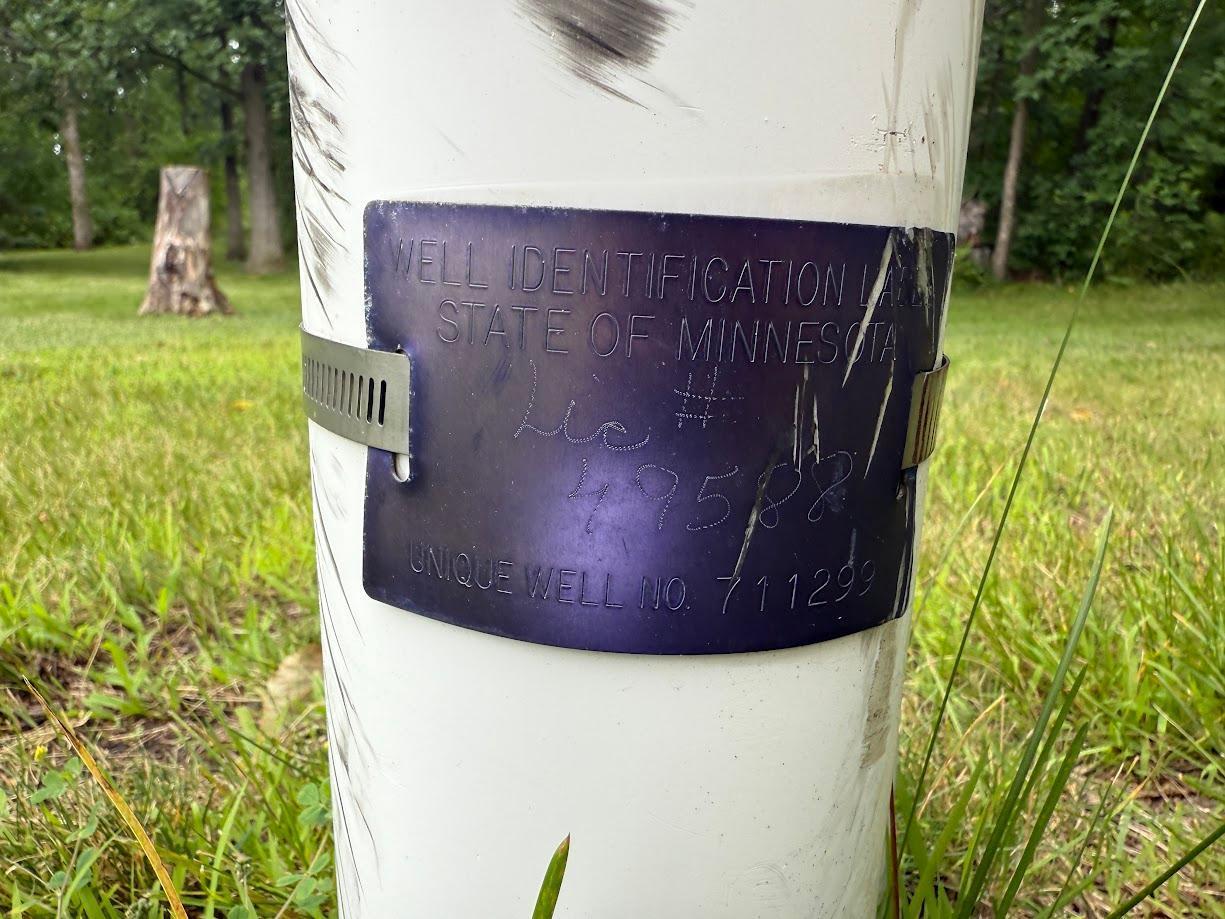 WELL IDENTIFICATION LABEL
STATE OF MINNESOTA
Lic #
49588
UNIQUE WELL NO. 711299